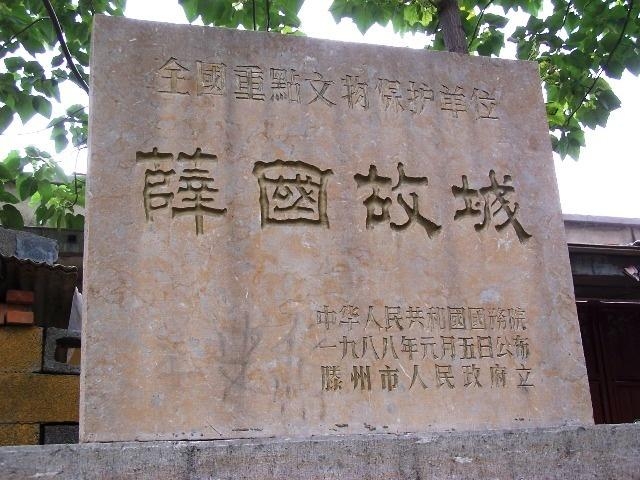 全國重點文物保护单位
薛國故城
中华人民共和国國務院
一九八八年元月五日公布
滕州市人民政府立